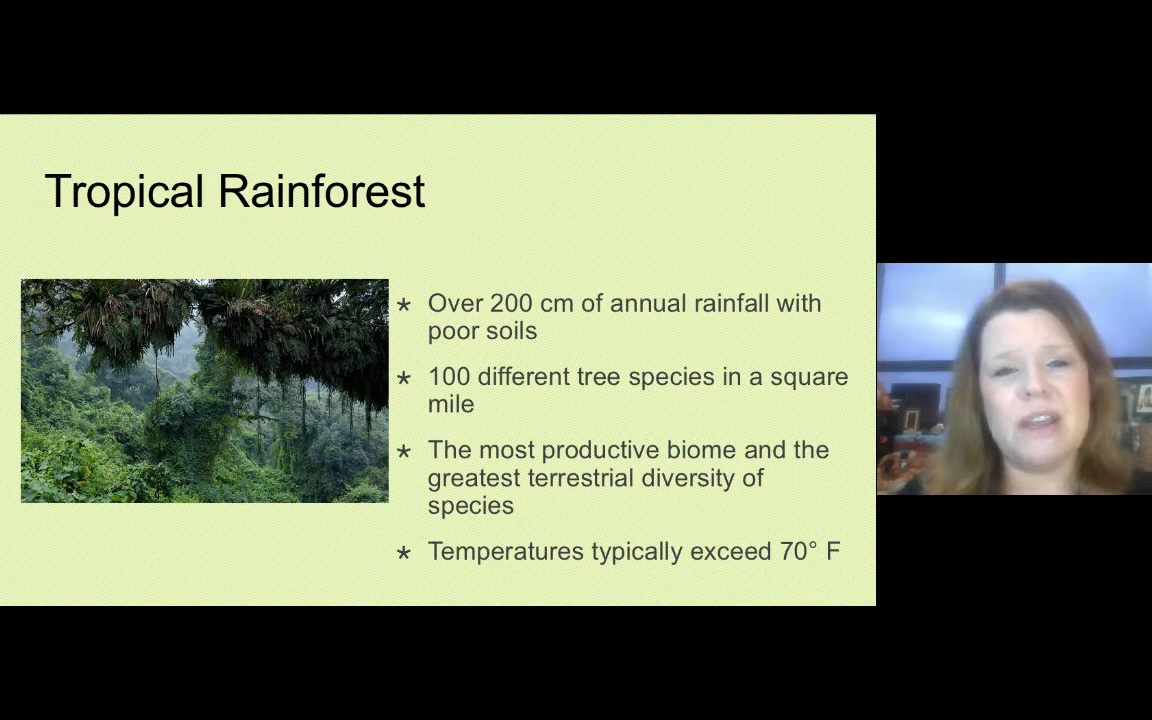 Tropical Rainforest
* Over 200 cm of annual rainfall with
poor soils
* 100 different tree species in a square
mile
* The most productive biome and the
greatest terrestrial diversity of
species
* Temperatures typically exceed 70° F